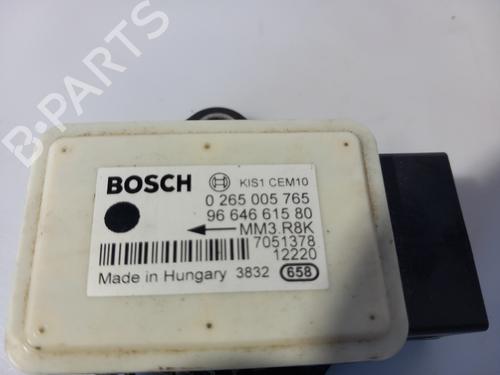 B-PARTS
BOSCH
KIS1 CEM10
0 265 005 765
96 646 615 80
MM3.R8K
7051378
12220
Made in Hungary 3832 658